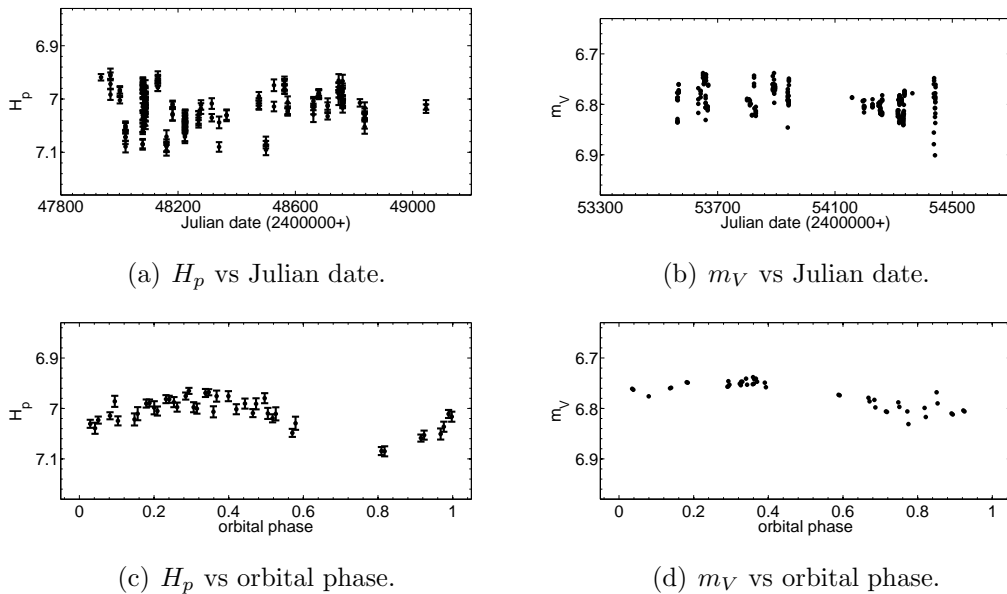 6.9
7
7.1
H_p
47800 48200 48600 49000
Julian date (2400000+)
(a) H_p vs Julian date.
6.7
6.8
6.9
m_V
53300 53700 54100 54500
Julian date (2400000+)
(b) m_V vs Julian date.
6.9
7
7.1
H_p
0 0.2 0.4 0.6 0.8 1
orbital phase
(c) H_p vs orbital phase.
6.7
6.8
6.9
m_V
0 0.2 0.4 0.6 0.8 1
orbital phase
(d) m_V vs orbital phase.